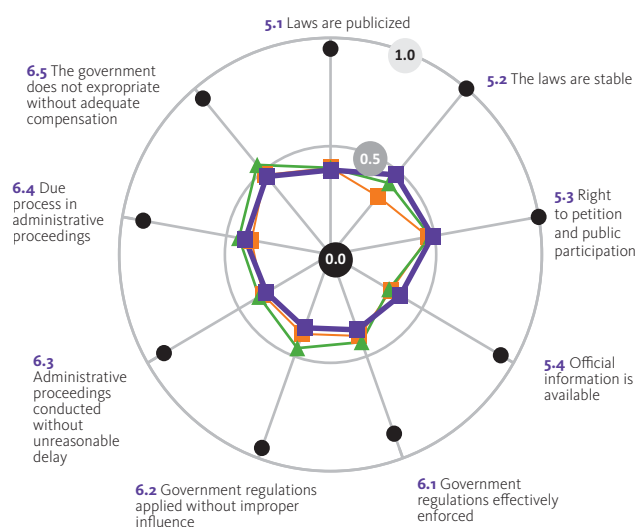 5.1 Laws are publicized
1.0
5.2 The laws are stable
6.5 The government
does not expropriate
without adequate
compensation
0.5
6.4 Due
process in
administrative
proceedings
5.3 Right
to petition
and public
participation
0.0
6.3
Administrative
proceedings
conducted
without
unreasonable
delay
5.4 Official
information is
available
6.2 Government regulations
applied without improper
influence
6.1 Government
regulations effectively
enforced